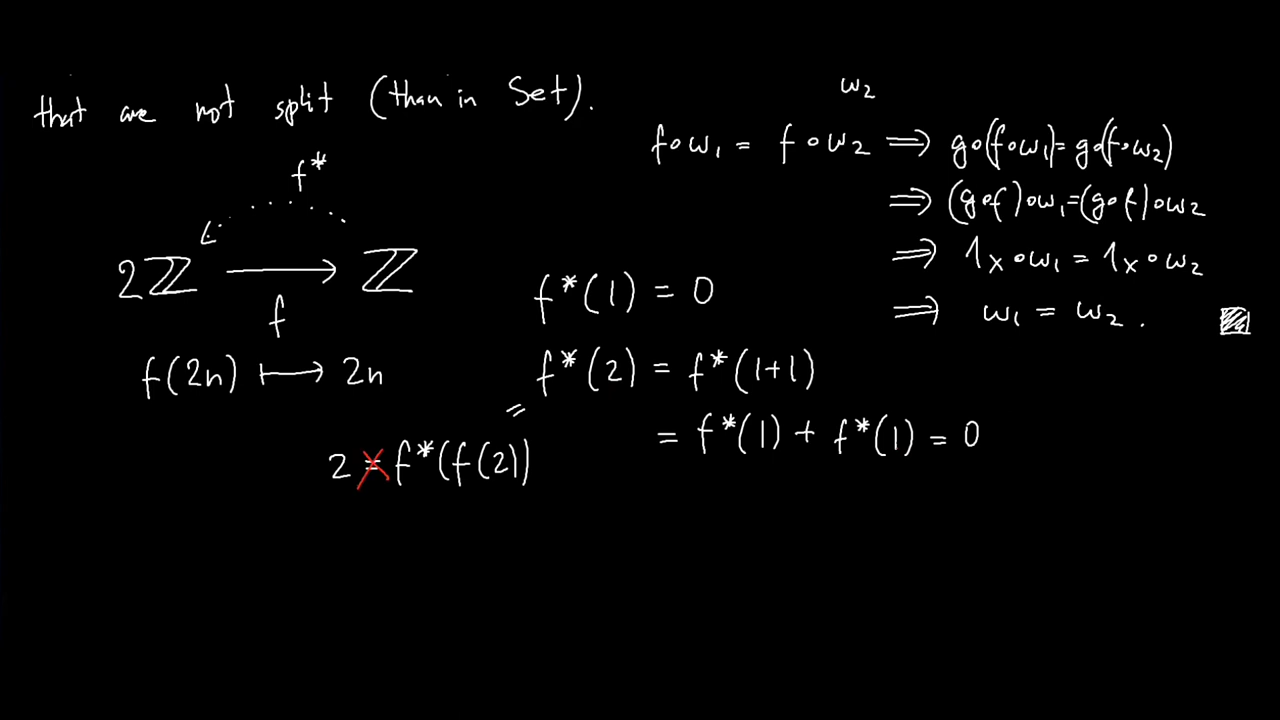 that are not split (than in Set).
f*
2ℤ ⟶ ℤ
f
f(2n) ⟼ 2n
f*(1) = 0
f*(2) = f*(1+1)
= f*(1) + f*(1) = 0
=
2 = f*(f(2))
w₂
f∘w₁ = f∘w₂ ⟹ g∘(f∘w₁) = g∘(f∘w₂)
⟹ (g∘f)∘w₁ = (g∘f)∘w₂
⟹ 1ₓ∘w₁ = 1ₓ∘w₂
⟹ w₁ = w₂.